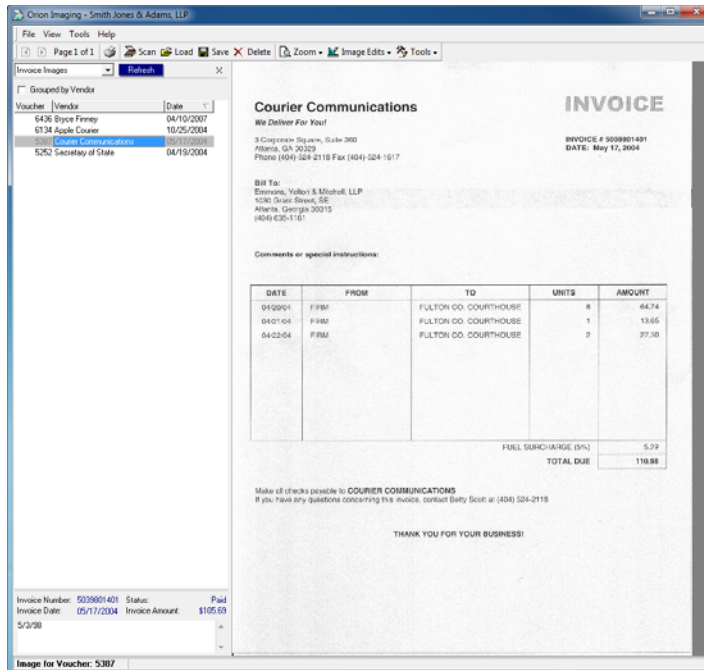 Orion Imaging - Smith Jones & Adams, LLP
File View Tools Help
Page 1 of 1 Scan Load Save Delete Zoom Image Edits Tools
Invoice Images Refresh
Grouped by Vendor
Voucher Vendor Date
6436 Bryce Finney 04/10/2007
6134 Apple Courier 10/25/2004
5387 Courier Communications 05/17/2004
5252 Secretary of State 04/19/2004
Invoice Number: 5039801401 Status: Paid
Invoice Date: 05/17/2004 Invoice Amount: $105.69
5/3/98
Image for Voucher: 5387
Courier Communications
INVOICE
We Deliver For You!
3 Corporate Square, Suite 360
Atlanta, GA 30329
Phone (404)-524-2118 Fax (404)-524-1617
INVOICE # 5039801401
DATE: May 17, 2004
Bill To:
Emmons, Yelton & Mitchell, LLP
1030 Grant Street, SE
Atlanta, Georgia 30315
(404) 635-1161
Comments or special instructions:
DATE FROM TO UNITS AMOUNT
04/20/04 FIRM FULTON CO. COURTHOUSE 64.74
04/21/04 FIRM FULTON CO. COURTHOUSE 1 13.65
04/22/04 FIRM FULTON CO. COURTHOUSE 2 27.30
FUEL SURCHARGE (5%) 5.29
TOTAL DUE 110.98
Make all checks payable to COURIER COMMUNICATIONS
If you have any questions concerning this invoice, contact Betty Scott at (404) 524-2118
THANK YOU FOR YOUR BUSINESS!